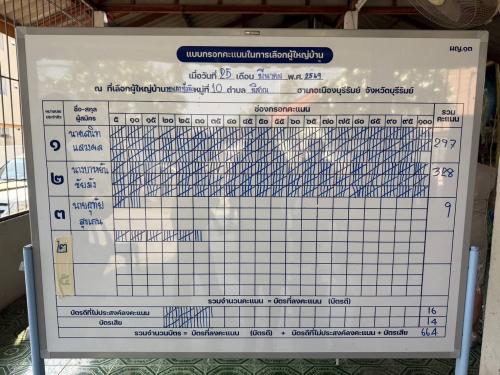 ผญ.๑๓
แบบกรอกคะแนนในการเลือกผู้ใหญ่บ้าน
เมื่อวันที่ 25 เดือน มีนาคม พ.ศ. 2549
ณ ที่เลือกผู้ใหญ่บ้าน หมู่ที่ 10 ตำบล อำเภอเมืองบุรีรัมย์ จังหวัดบุรีรัมย์
หมายเลขประจำตัว ชื่อ-สกุล ผู้สมัคร ช่องกรอกคะแนน รวมคะแนน
๕ ๑๐ ๑๕ ๒๐ ๒๕ ๓๐ ๓๕ ๔๐ ๔๕ ๕๐ ๕๕ ๖๐ ๖๕ ๗๐ ๗๕ ๘๐ ๘๕ ๙๐ ๙๕ ๑๐๐
๑ 297
๒ 328
๓ นายอุทัย 9
๒
รวมจำนวนคะแนน = บัตรที่ลงคะแนน (บัตรดี)
บัตรดีที่ไม่ประสงค์ลงคะแนน 16
บัตรเสีย 14
รวมจำนวนบัตร = บัตรที่ลงคะแนน (บัตรดี) + บัตรดีที่ไม่ประสงค์ลงคะแนน + บัตรเสีย 664